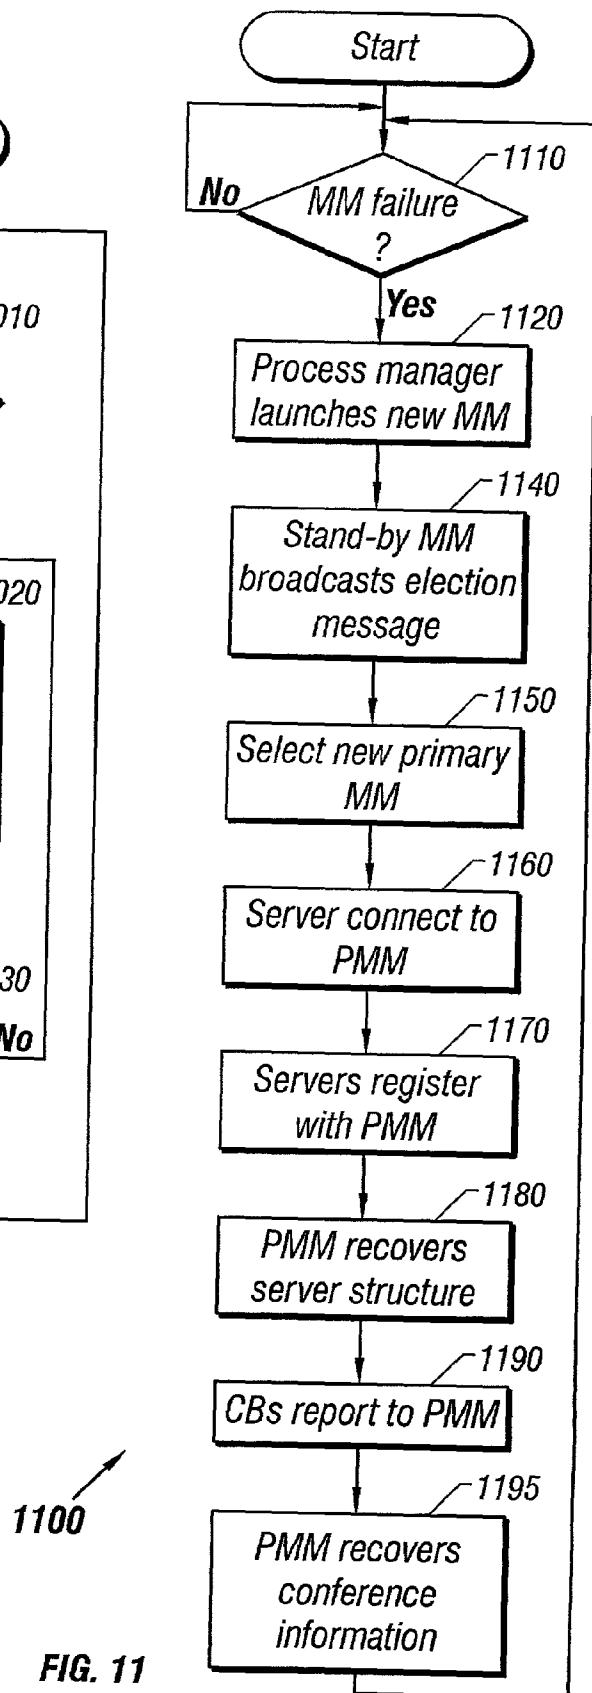 Start
1110
No
MM failure
?
Yes
010
1120
Process manager
launches new MM
1140
Stand-by MM
broadcasts election
message
020
1150
Select new primary
MM
1160
Server connect to
PMM
30
No
1170
Servers register
with PMM
1180
PMM recovers
server structure
1190
CBs report to PMM
1195
1100
PMM recovers
conference
information
FIG. 11